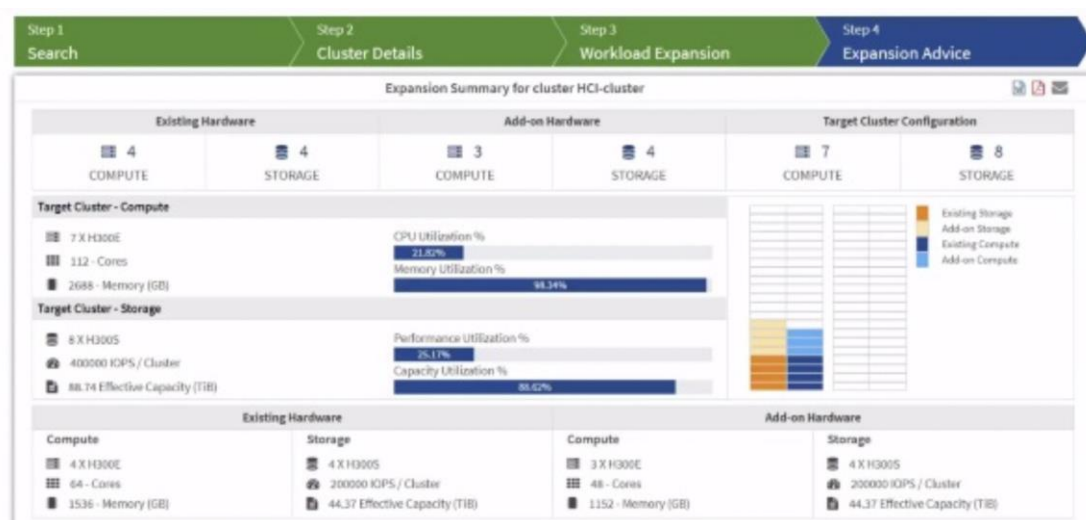 Step 1
Search
Step 2
Cluster Details
Step 3
Workload Expansion
Step 4
Expansion Advice
Expansion Summary for cluster HCI-cluster
Existing Hardware
Add-on Hardware
Target Cluster Configuration
4
COMPUTE
4
STORAGE
3
COMPUTE
4
STORAGE
7
COMPUTE
8
STORAGE
Target Cluster - Compute
7 X H300E
112 - Cores
2688 - Memory (GB)
CPU Utilization %
21.82%
Memory Utilization %
98.34%
Target Cluster - Storage
8 X H300S
400000 IOPS / Cluster
88.74 Effective Capacity (TiB)
Performance Utilization %
25.17%
Capacity Utilization %
88.62%
Existing Storage
Add-on Storage
Existing Compute
Add-on Compute
Existing Hardware
Compute
4 X H300E
64 - Cores
1536 - Memory (GB)
Storage
4 X H300S
200000 IOPS / Cluster
44.37 Effective Capacity (TiB)
Add-on Hardware
Compute
3 X H300E
48 - Cores
1152 - Memory (GB)
Storage
4 X H300S
200000 IOPS / Cluster
44.37 Effective Capacity (TiB)